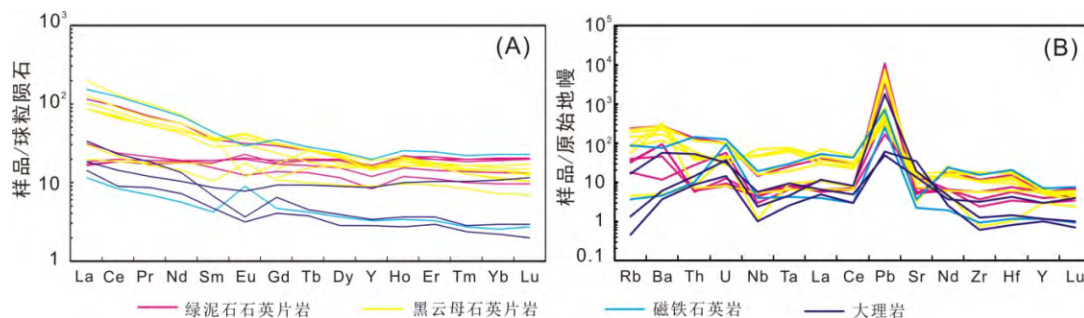 10³
10²
10
1
样品/球粒陨石
(A)
La Ce Pr Nd Sm Eu Gd Tb Dy Y Ho Er Tm Yb Lu
10⁵
10⁴
10³
10²
10
1
0.1
样品/原始地幔
(B)
Rb Ba Th U Nb Ta La Ce Pb Sr Nd Zr Hf Y Lu
绿泥石石英片岩 黑云母石英片岩 磁铁石英岩 大理岩